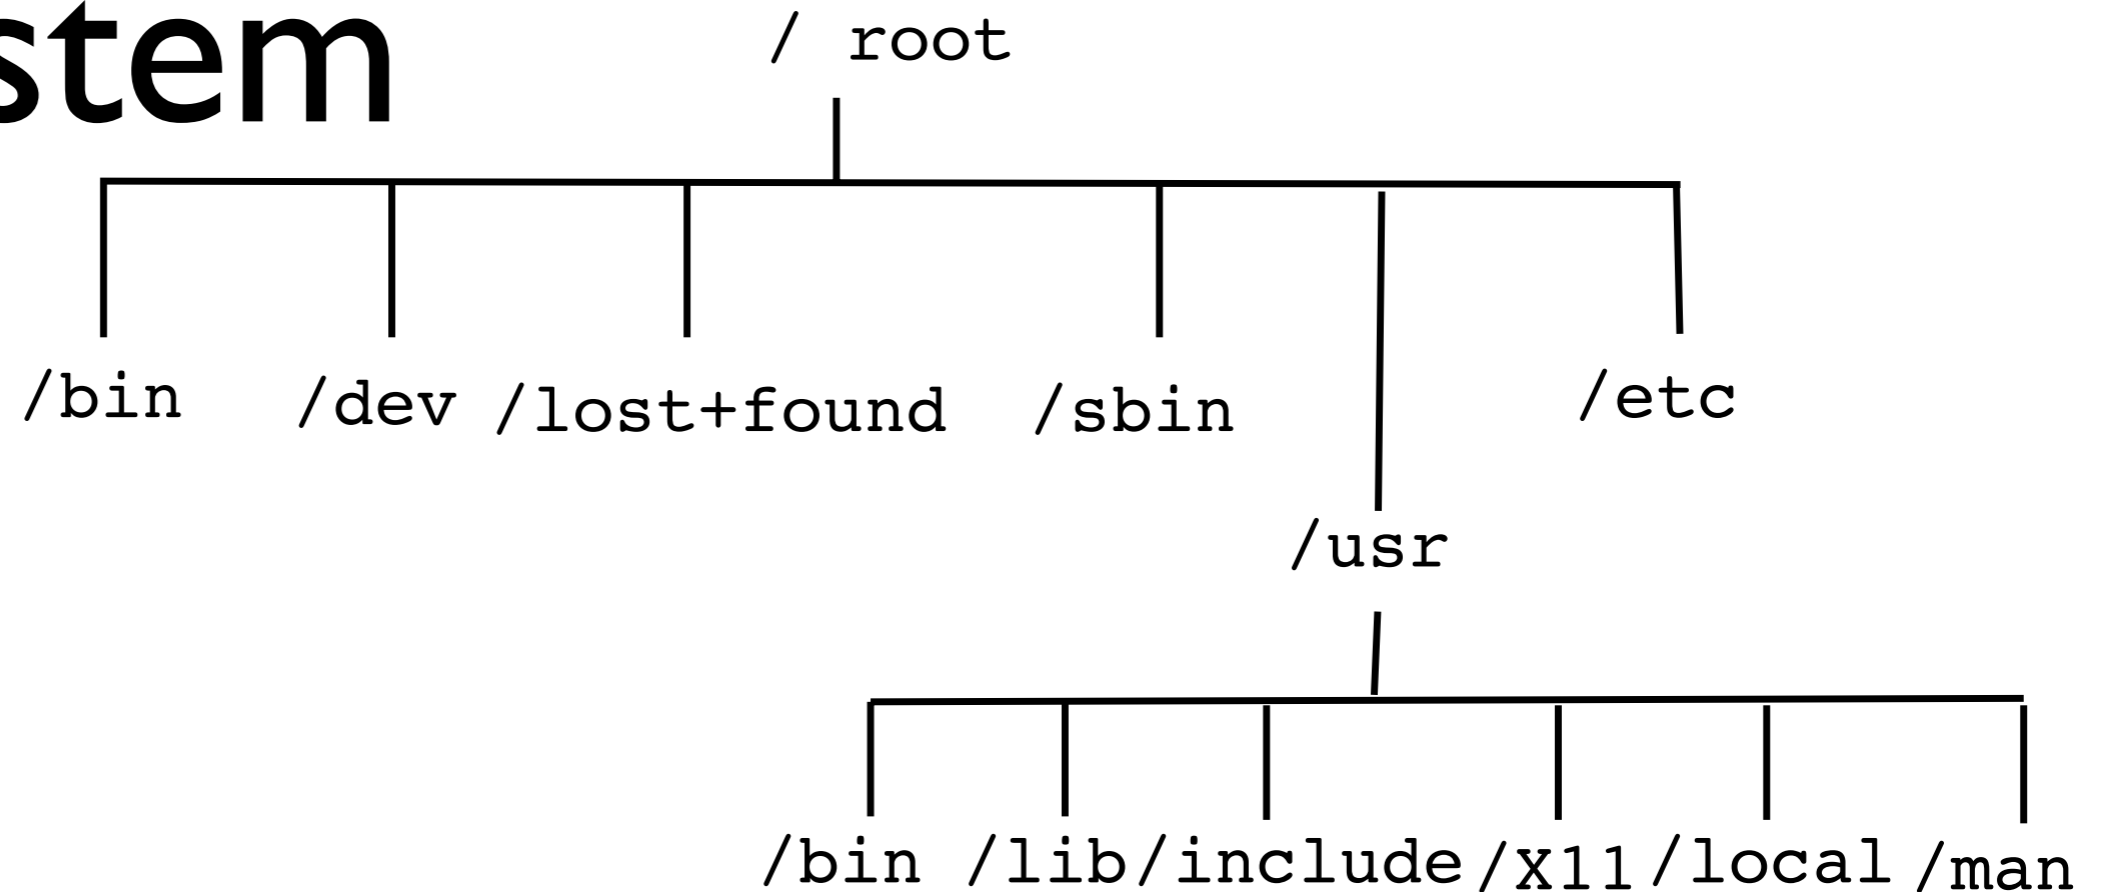 stem
/ root
/bin /dev /lost+found /sbin /etc
/usr
/bin /lib /include /X11 /local /man